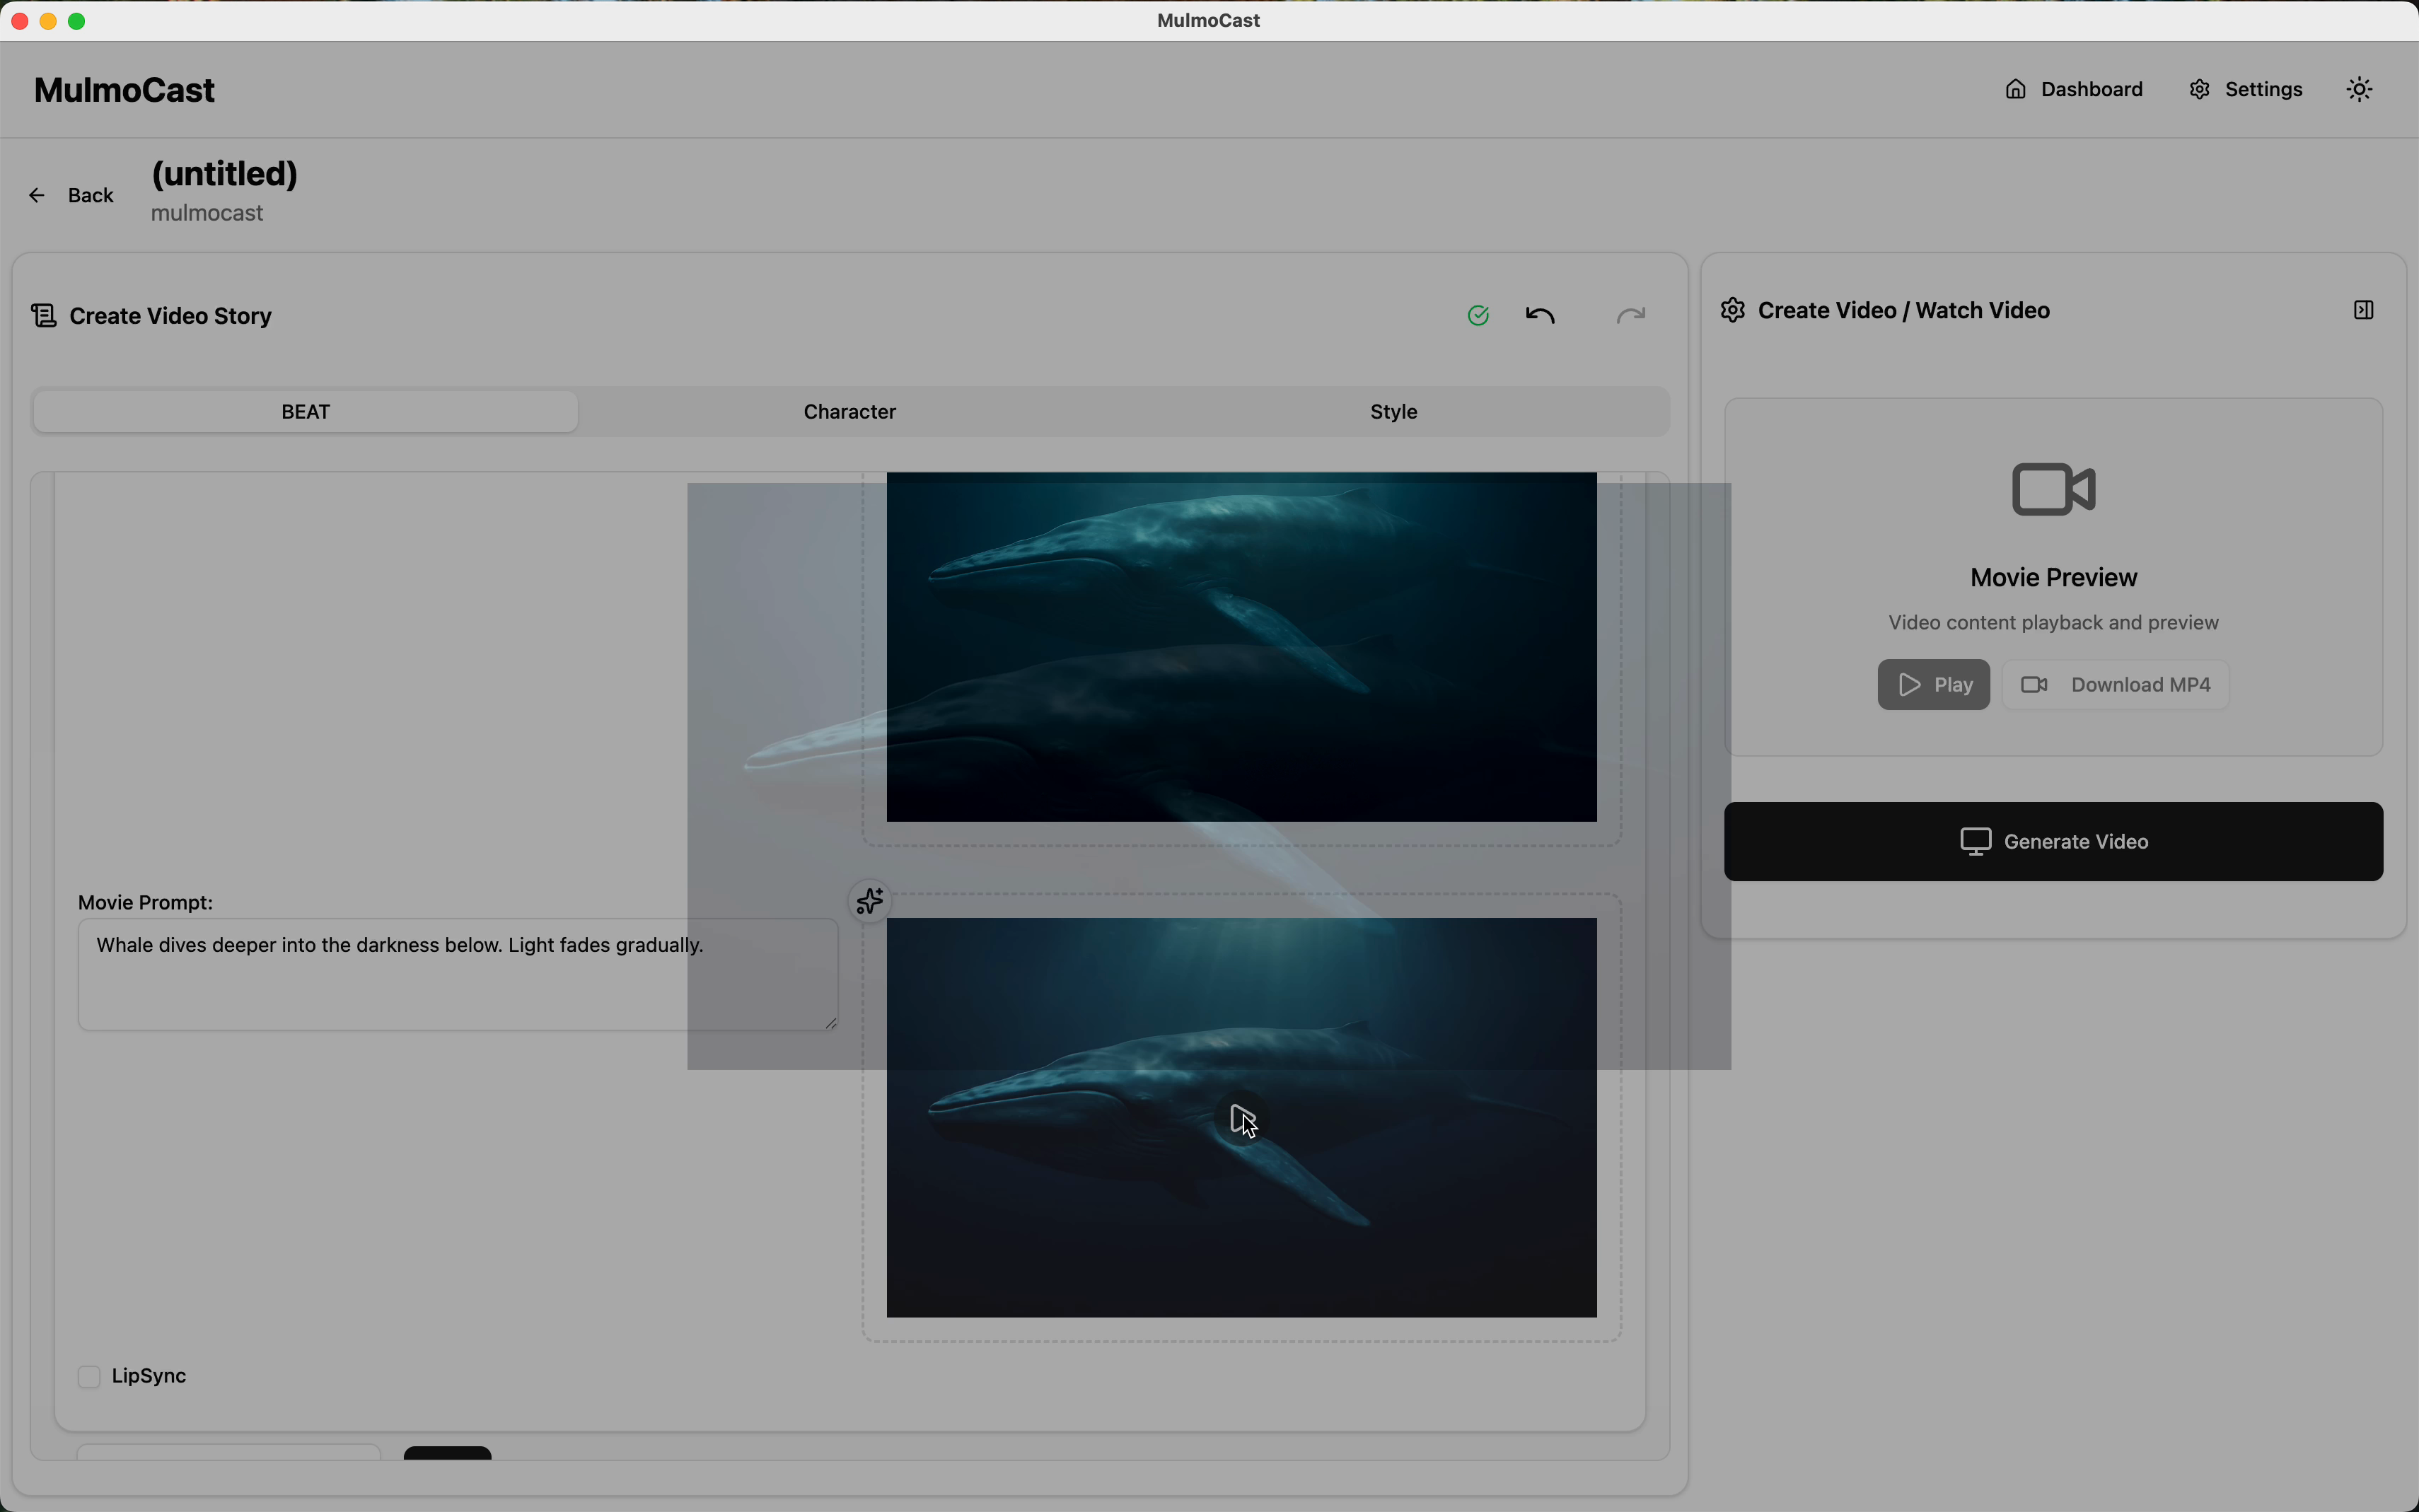 MulmoCast
MulmoCast
Dashboard
Settings
Back
(untitled)
mulmocast
Create Video Story
BEAT
Character
Style
Movie Prompt:
Whale dives deeper into the darkness below. Light fades gradually.
LipSync
Create Video / Watch Video
Movie Preview
Video content playback and preview
Play
Download MP4
Generate Video